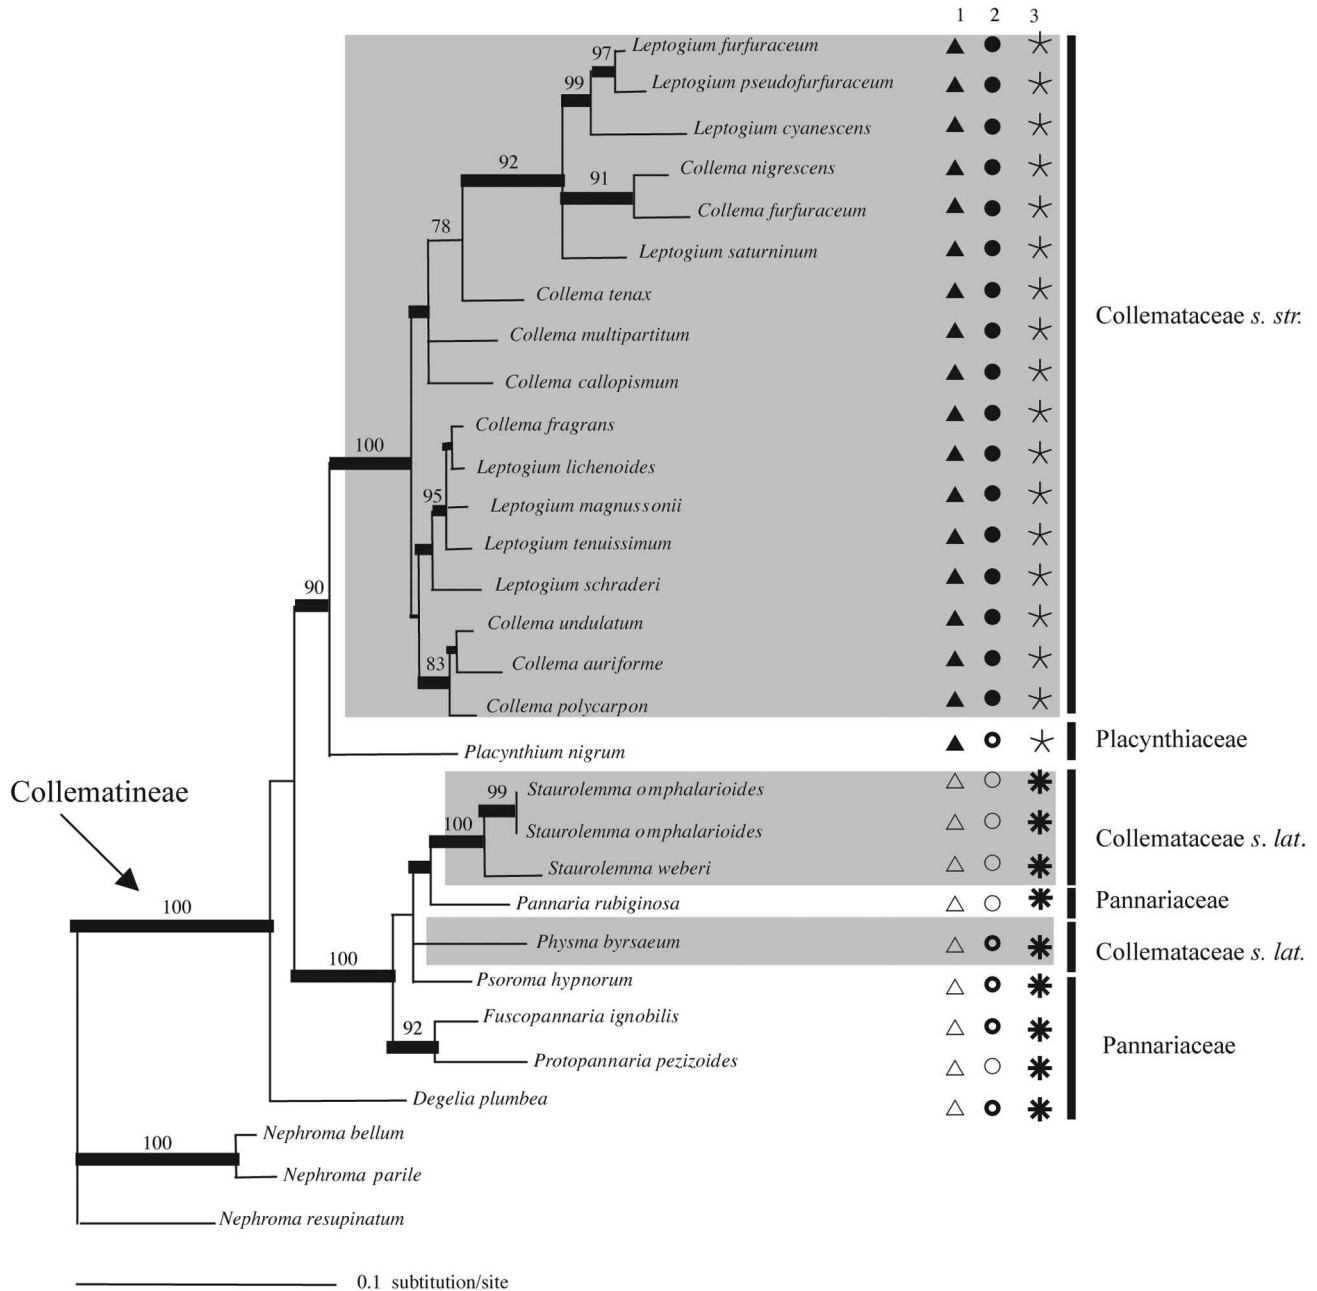 1 2 3
97 Leptogium furfuraceum
99 Leptogium pseudofurfuraceum
Leptogium cyanescens
92 91 Collema nigrescens
Collema furfuraceum
78 Leptogium saturninum
Collema tenax
Collemataceae s. str.
Collema multipartitum
Collema callopismum
100 Collema fragrans
Leptogium lichenoides
95 Leptogium magnussonii
Leptogium tenuissimum
90 Leptogium schraderi
Collema undulatum
83 Collema auriforme
Collema polycarpon
Placynthium nigrum Placynthiaceae
Collematineae
99 Staurolemma omphalarioides
100 Staurolemma omphalarioides Collemataceae s. lat.
Staurolemma weberi
100 Pannaria rubiginosa Pannariaceae
Physma byrsaeum Collemataceae s. lat.
100 Psoroma hypnorum
92 Fuscopannaria ignobilis
Pannariaceae
Protopannaria pezizoides
Degelia plumbea
100 Nephroma bellum
Nephroma parile
Nephroma resupinatum
0.1 subtitution/site